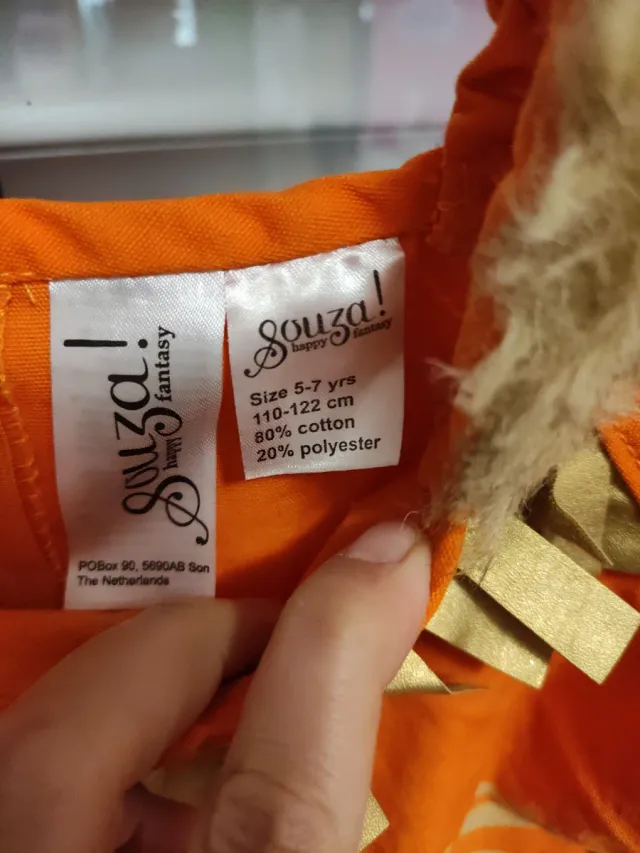 Souza!
happy fantasy
POBox 90, 5690AB Son
The Netherlands
Souza!
happy fantasy
Size 5-7 yrs
110-122 cm
80% cotton
20% polyester